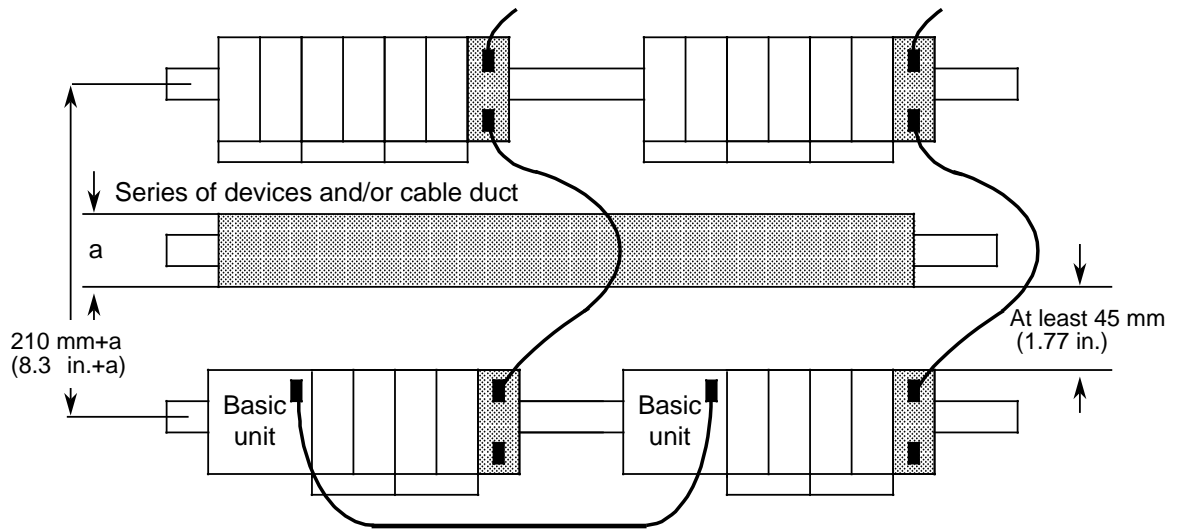 Series of devices and/or cable duct
a
210 mm+a
(8.3 in.+a)
At least 45 mm
(1.77 in.)
Basic
unit
Basic
unit